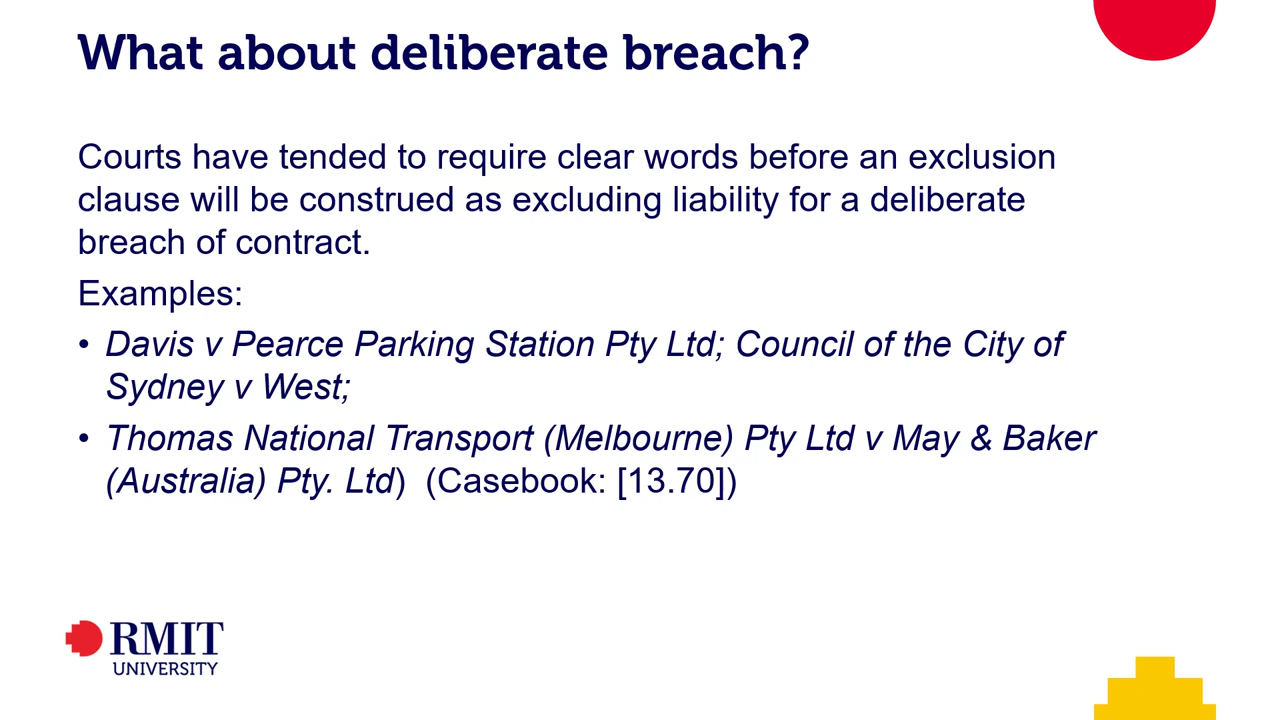 What about deliberate breach?
Courts have tended to require clear words before an exclusion
clause will be construed as excluding liability for a deliberate
breach of contract.
Examples:
• Davis v Pearce Parking Station Pty Ltd; Council of the City of
Sydney v West;
• Thomas National Transport (Melbourne) Pty Ltd v May & Baker
(Australia) Pty. Ltd)  (Casebook: [13.70])
RMIT
UNIVERSITY